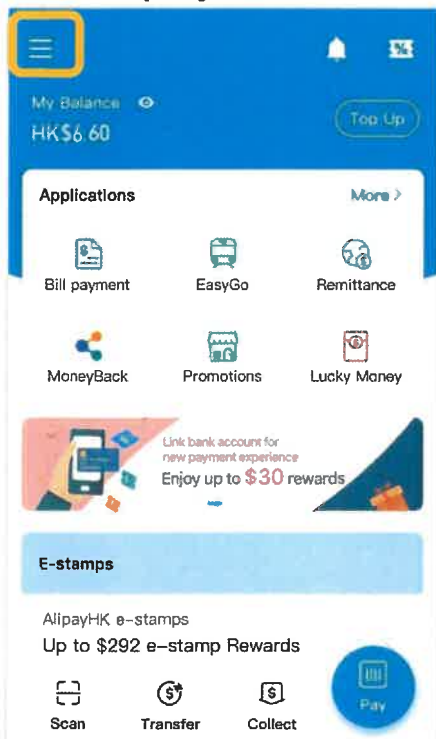 My Balance
HK$6.60
Top Up
Applications
More >
Bill payment
EasyGo
Remittance
MoneyBack
Promotions
Lucky Money
Link bank account for
new payment experience
Enjoy up to $30 rewards
E-stamps
AlipayHK e-stamps
Up to $292 e-stamp Rewards
Scan
Transfer
Collect
Pay